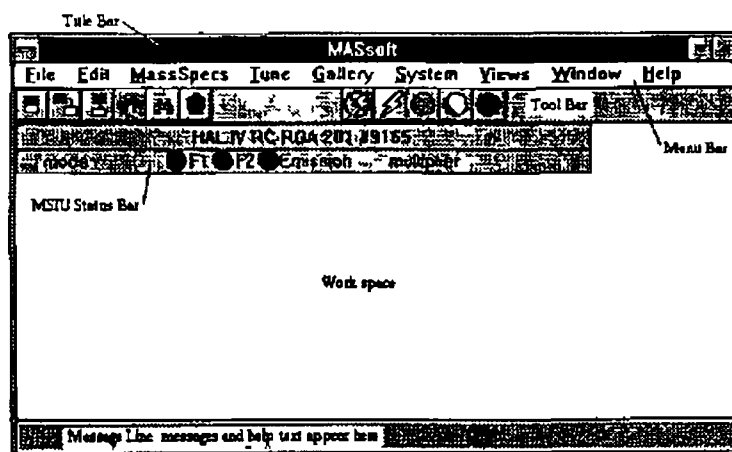 Title Bar
MASsoft
File Edit MassSpecs Tune Gallery System Views Window Help
Tool Bar
Menu Bar
HAL IV RC RGA 201 #9165
mode F1 F2 Emission multiplier
MSIU Status Bar
Work space
Message Line messages and help text appear here